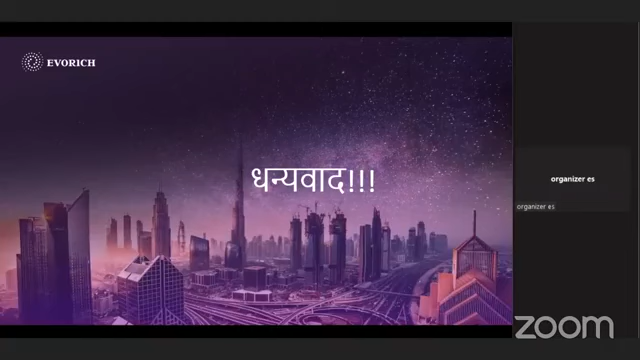 EVORICH
धन्यवाद!!!
organizer es
organizer es
zoom